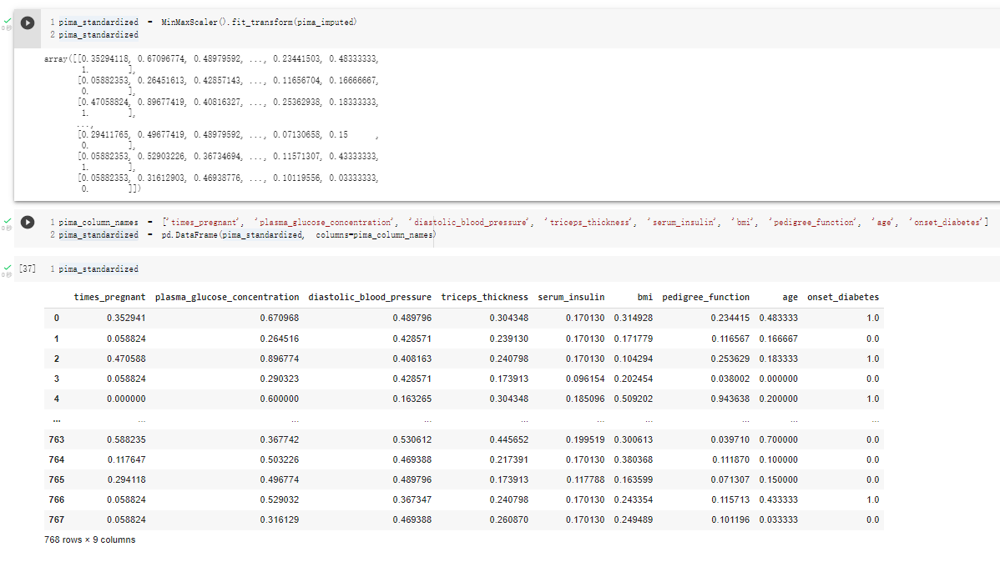 1 pima_standardized = MinMaxScaler().fit_transform(pima_imputed)
2 pima_standardized
array([[0.35294118, 0.67096774, 0.48979592, ..., 0.23441503, 0.48333333,
1. ],
[0.05882353, 0.26451613, 0.42857143, ..., 0.11656704, 0.16666667,
0. ],
[0.47058824, 0.89677419, 0.40816327, ..., 0.25362938, 0.18333333,
1. ],
...,
[0.29411765, 0.49677419, 0.48979592, ..., 0.07130658, 0.15 ,
0. ],
[0.05882353, 0.52903226, 0.36734694, ..., 0.11571307, 0.43333333,
1. ],
[0.05882353, 0.31612903, 0.46938776, ..., 0.10119556, 0.03333333,
0. ]])
1 pima_column_names = ['times_pregnant', 'plasma_glucose_concentration', 'diastolic_blood_pressure', 'triceps_thickness', 'serum_insulin', 'bmi', 'pedigree_function', 'age', 'onset_diabetes']
2 pima_standardized = pd.DataFrame(pima_standardized, columns=pima_column_names)
[37] 1 pima_standardized
times_pregnant plasma_glucose_concentration diastolic_blood_pressure triceps_thickness serum_insulin bmi pedigree_function age onset_diabetes
0 0.352941 0.670968 0.489796 0.304348 0.170130 0.314928 0.234415 0.483333 1.0
1 0.058824 0.264516 0.428571 0.239130 0.170130 0.171779 0.116567 0.166667 0.0
2 0.470588 0.896774 0.408163 0.240798 0.170130 0.104294 0.253629 0.183333 1.0
3 0.058824 0.290323 0.428571 0.173913 0.096154 0.202454 0.038002 0.000000 0.0
4 0.000000 0.600000 0.163265 0.304348 0.185096 0.509202 0.943638 0.200000 1.0
... ... ... ... ... ... ... ... ... ...
763 0.588235 0.367742 0.530612 0.445652 0.199519 0.300613 0.039710 0.700000 0.0
764 0.117647 0.503226 0.469388 0.217391 0.170130 0.380368 0.111870 0.100000 0.0
765 0.294118 0.496774 0.489796 0.173913 0.117788 0.163599 0.071307 0.150000 0.0
766 0.058824 0.529032 0.367347 0.240798 0.170130 0.243354 0.115713 0.433333 1.0
767 0.058824 0.316129 0.469388 0.260870 0.170130 0.249489 0.101196 0.033333 0.0
768 rows × 9 columns